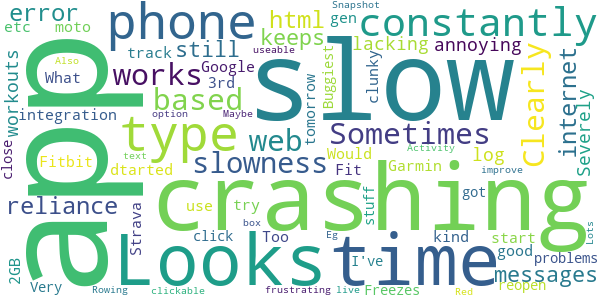 Snapshot
error
phone
html
gen
constantly
etc
moto
still
keeps
lacking
annoying
What
track
Google
app
slow
works
3rd
Buggiest
clunky
workouts
based
tomorrow
Clearly
internet
Also
useable
integration
type
web
Sometimes
option
Maybe
close
Fitbit
slowness
text
Would
Activity
log
Severely
dtarted
Fit
Garmin
improve
crashing
reliance
Strava
use
try
stuff
got
box
Looks
time
click
Too
Eg
I've
kind
start
good
problems
2GB
messages
Very
Rowing
clickable
frustrating
live
Freezes
Red
reopen
Lots